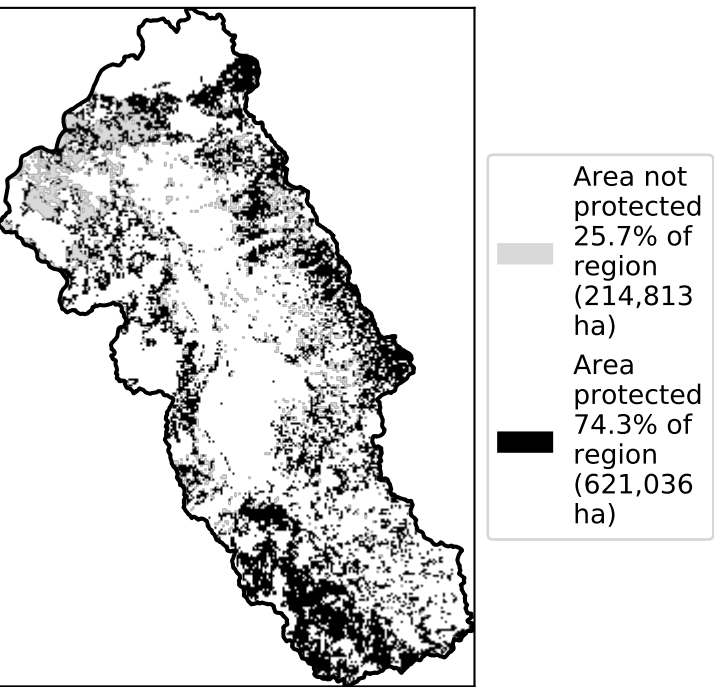 Area not
protected
25.7% of
region
(214,813
ha)
Area
protected
74.3% of
region
(621,036
ha)